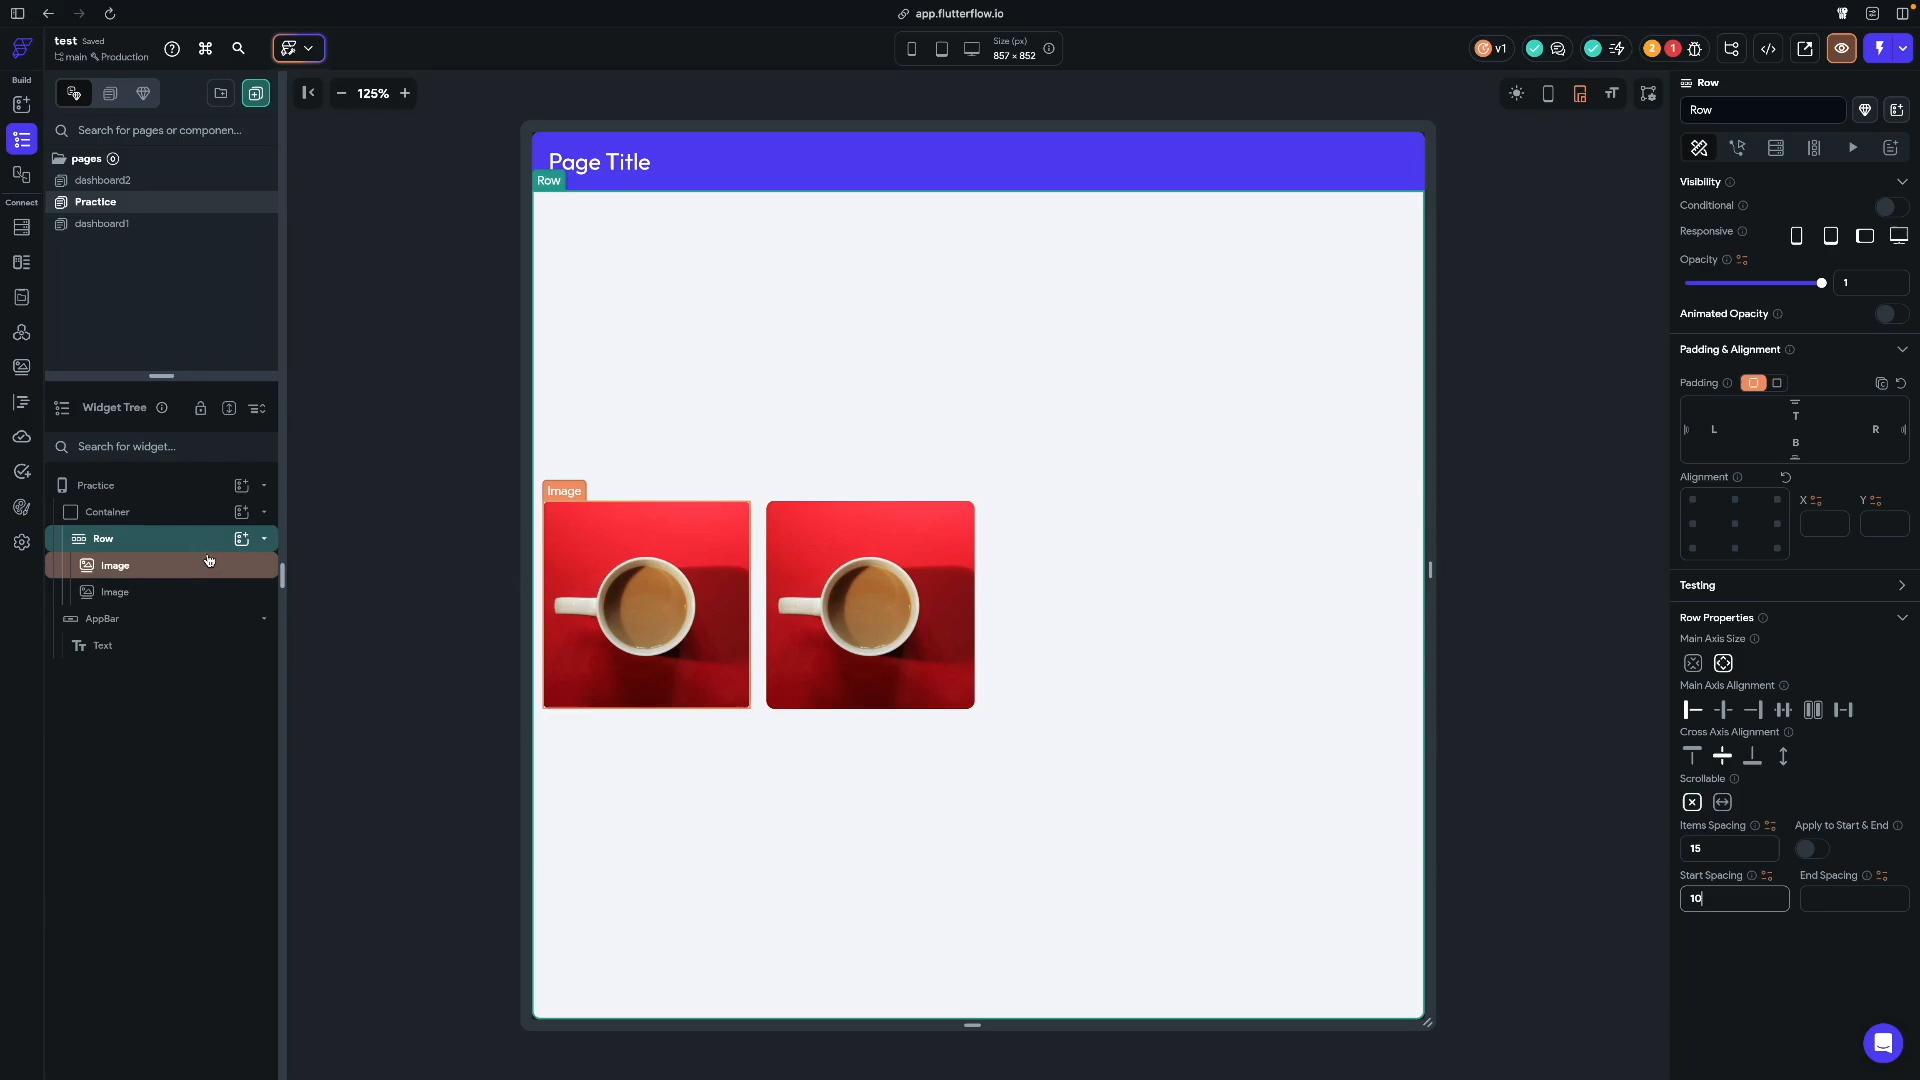 app.flutterflow.io
test Saved
main Production
Size (px)
857 × 852
v1
2 1
Build
Connect
125%
Search for pages or componen...
pages 0
dashboard2
Practice
dashboard1
Widget Tree
Search for widget...
Practice
Container
Row
Image
Image
AppBar
Text
Page Title
Row
Image
Row
Row
Visibility
Conditional
Responsive
Opacity
1
Animated Opacity
Padding & Alignment
Padding
T
L R
B
Alignment
X Y
Testing
Row Properties
Main Axis Size
Main Axis Alignment
Cross Axis Alignment
Scrollable
Items Spacing Apply to Start & End
15
Start Spacing End Spacing
10